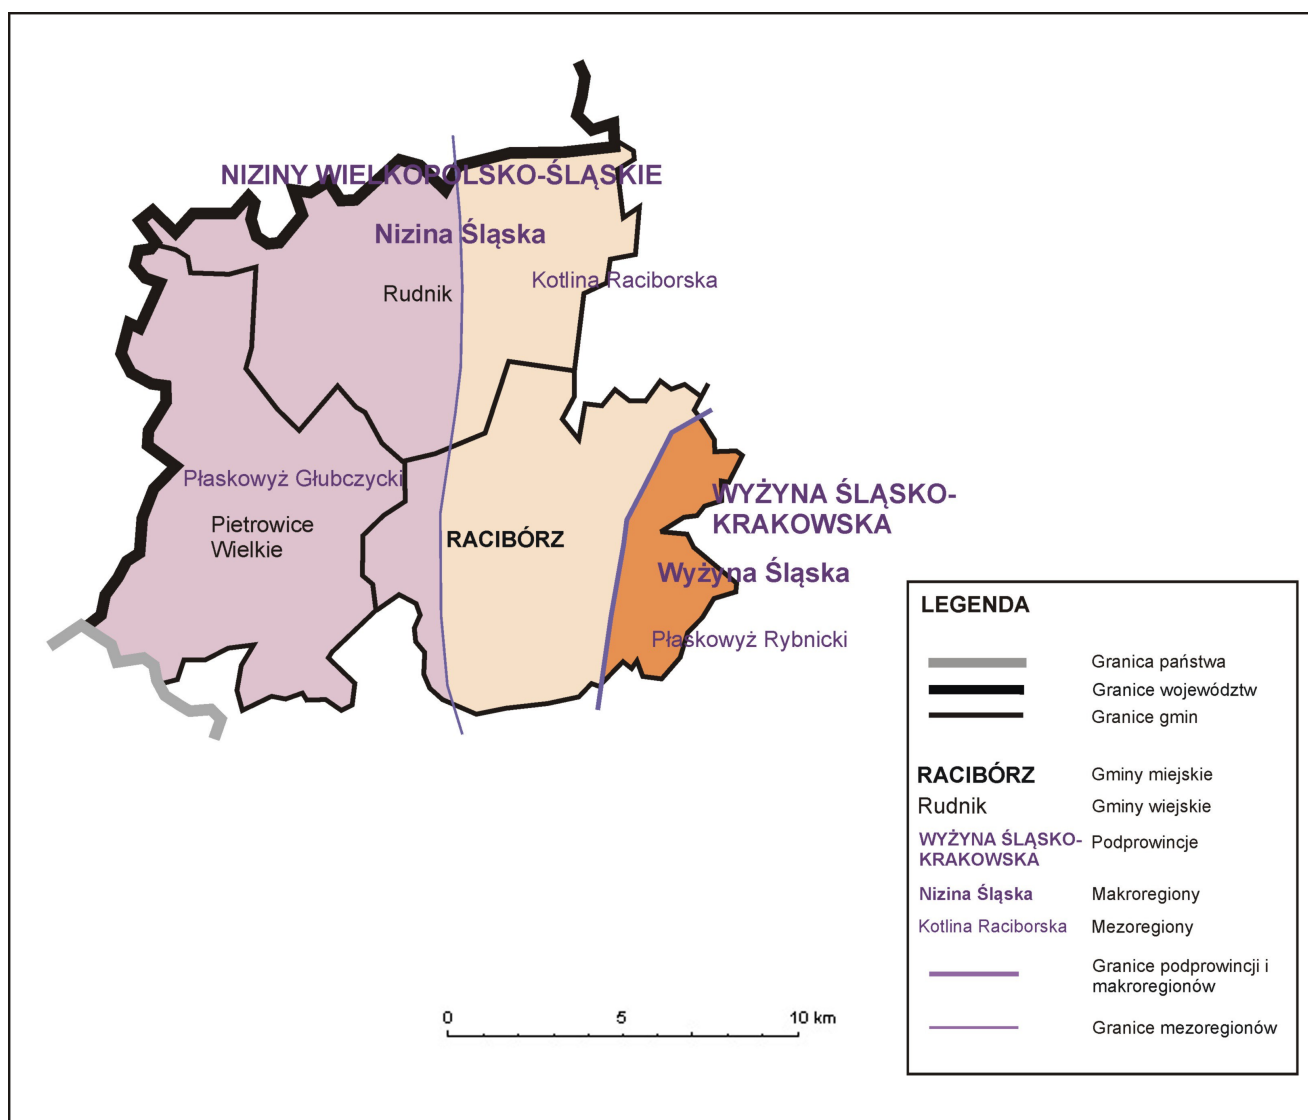 NIZINY WIELKOPOLSKO-ŚLĄSKIE
Nizina Śląska
Kotlina Raciborska
Rudnik
Płaskowyż Głubczycki
Pietrowice
Wielkie
RACIBÓRZ
WYŻYNA ŚLĄSKO-
KRAKOWSKA
Wyżyna Śląska
Płaskowyż Rybnicki
LEGENDA
Granica państwa
Granice województw
Granice gmin
RACIBÓRZ Gminy miejskie
Rudnik Gminy wiejskie
WYŻYNA ŚLĄSKO-
KRAKOWSKA Podprowincje
Nizina Śląska Makroregiony
Kotlina Raciborska Mezoregiony
Granice podprowincji i
makroregionów
Granice mezoregionów
0 5 10 km